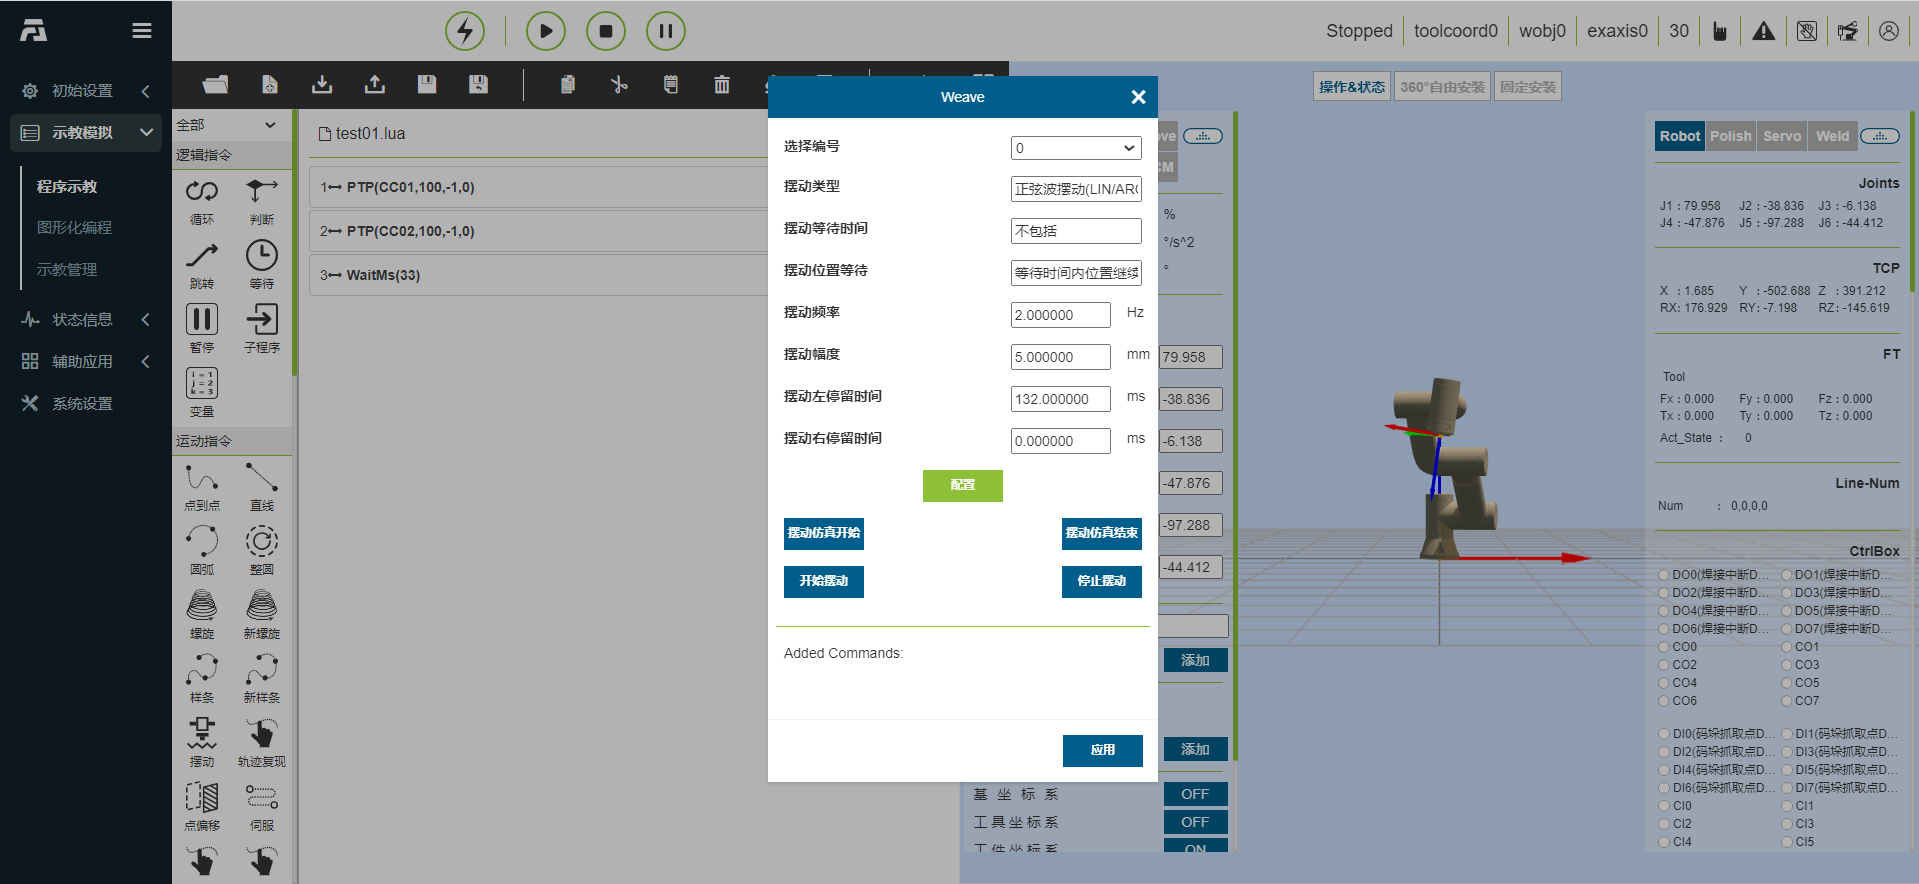 Stopped
toolcoord0
wobj0
exaxis0
30
初始设置
示教模拟
程序示教
图形化编程
示教管理
状态信息
辅助应用
系统设置
全部
逻辑指令
循环
判断
跳转
等待
暂停
子程序
i = 1
j = 2
k = 3
变量
运动指令
点到点
直线
圆弧
整圆
螺旋
新螺旋
样条
新样条
摆动
轨迹复现
点偏移
伺服
test01.lua
1 PTP(CC01,100,-1,0)
2 PTP(CC02,100,-1,0)
3 WaitMs(33)
Weave
选择编号
0
摆动类型
正弦波摆动(LIN/ARC
摆动等待时间
不包括
摆动位置等待
等待时间内位置继续
摆动频率
2.000000 Hz
摆动幅度
5.000000 mm
摆动左停留时间
132.000000 ms
摆动右停留时间
0.000000 ms
配置
摆动仿真开始
摆动仿真结束
开始摆动
停止摆动
Added Commands:
应用
%
°/s^2
°
79.958
-38.836
-6.138
-47.876
-97.288
-44.412
添加
添加
基坐标系 OFF
工具坐标系 OFF
工件坐标系 ON
操作&状态
360°自由安装
固定安装
Robot
Polish
Servo
Weld
Joints
J1 : 79.958 J2 : -38.836 J3 : -6.138
J4 : -47.876 J5 : -97.288 J6 : -44.412
TCP
X : 1.685 Y : -502.688 Z : 391.212
RX: 176.929 RY: -7.198 RZ: -145.619
FT
Tool
Fx : 0.000 Fy : 0.000 Fz : 0.000
Tx : 0.000 Ty : 0.000 Tz : 0.000
Act_State : 0
Line-Num
Num : 0,0,0,0
CtrlBox
DO0(焊接中断D... DO1(焊接中断D...
DO2(焊接中断D... DO3(焊接中断D...
DO4(焊接中断D... DO5(焊接中断D...
DO6(焊接中断D... DO7(焊接中断D...
CO0 CO1
CO2 CO3
CO4 CO5
CO6 CO7
DI0(码垛抓取点D... DI1(码垛抓取点D...
DI2(码垛抓取点D... DI3(码垛抓取点D...
DI4(码垛抓取点D... DI5(码垛抓取点D...
DI6(码垛抓取点D... DI7(码垛抓取点D...
CI0 CI1
CI2 CI3
CI4 CI5